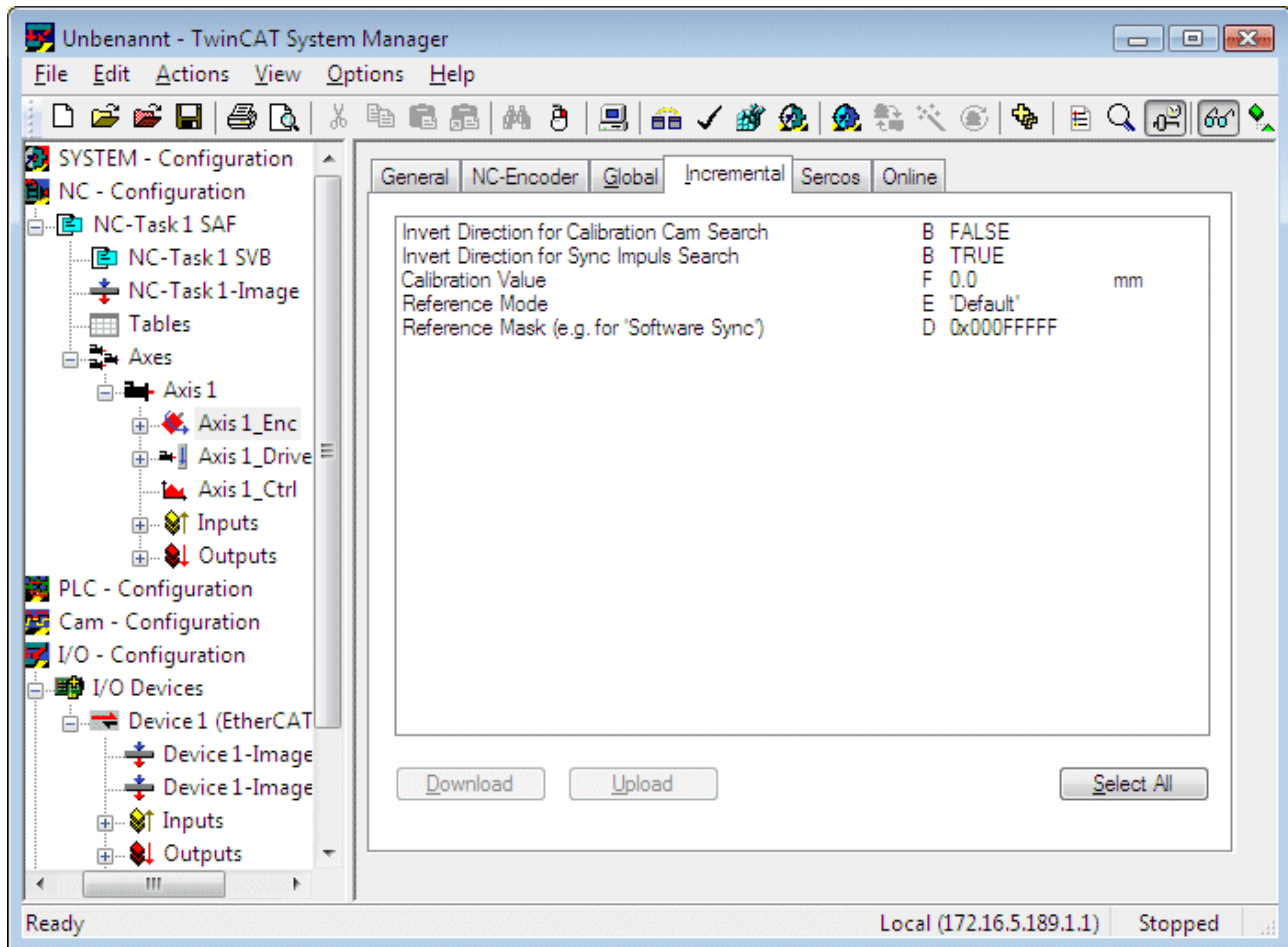 Unbenannt - TwinCAT System Manager
File Edit Actions View Options Help
SYSTEM - Configuration
NC - Configuration
NC-Task 1 SAF
NC-Task 1 SVB
NC-Task 1-Image
Tables
Axes
Axis 1
Axis 1_Enc
Axis 1_Drive
Axis 1_Ctrl
Inputs
Outputs
PLC - Configuration
Cam - Configuration
I/O - Configuration
I/O Devices
Device 1 (EtherCAT
Device 1-Image
Device 1-Image
Inputs
Outputs
General NC-Encoder Global Incremental Sercos Online
Invert Direction for Calibration Cam Search B FALSE
Invert Direction for Sync Impuls Search B TRUE
Calibration Value F 0.0 mm
Reference Mode E 'Default'
Reference Mask (e.g. for 'Software Sync') D 0x000FFFFF
Download Upload Select All
Ready Local (172.16.5.189.1.1) Stopped